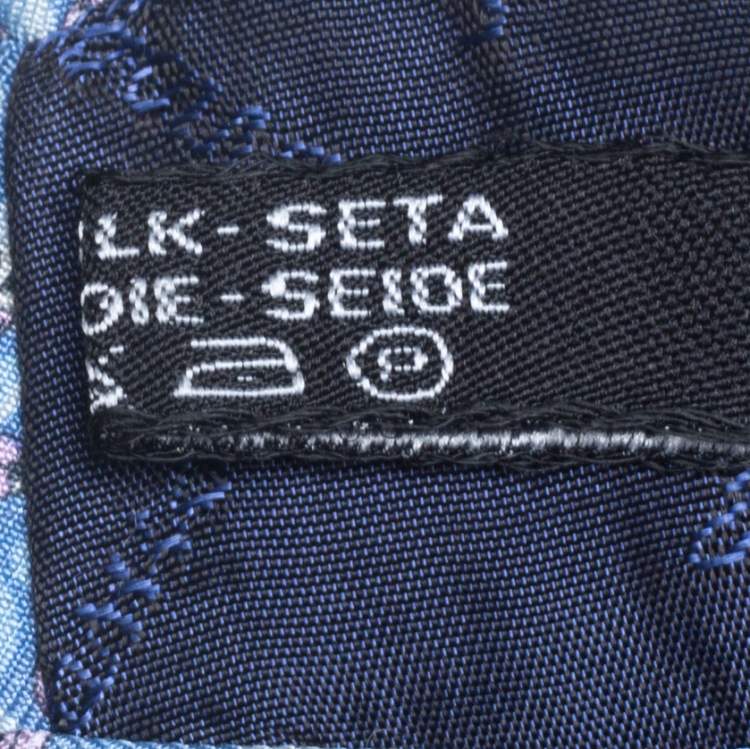 LK - SETA
OIE - SEIDE
P